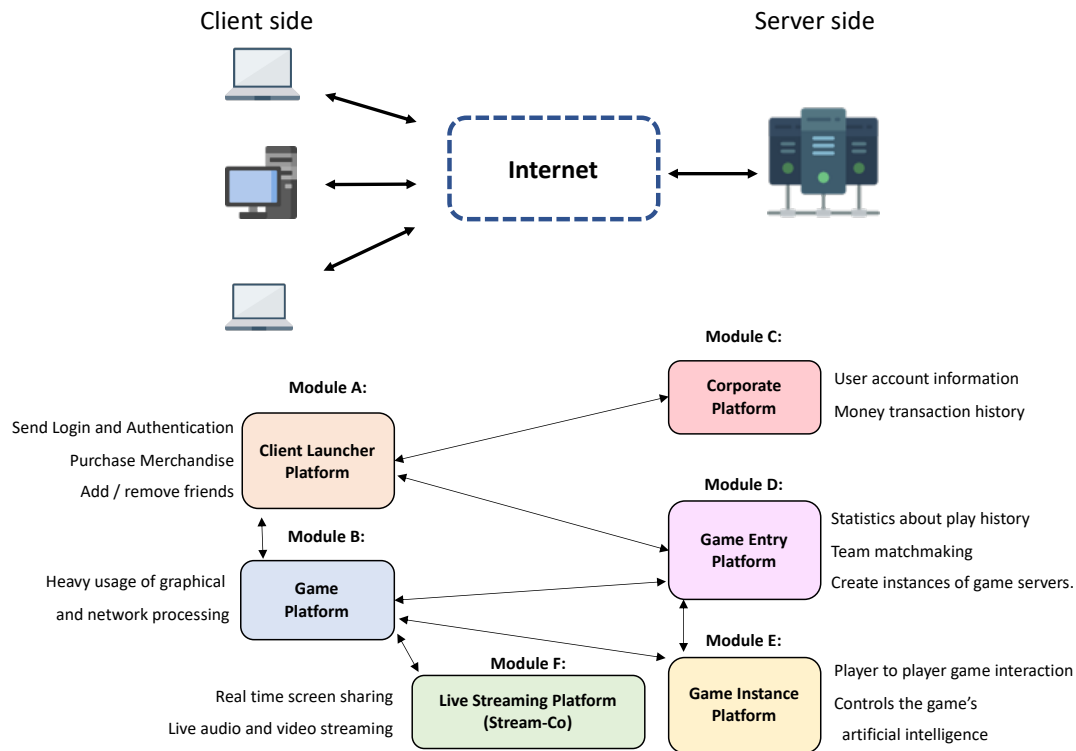 Client side
Server side
Internet
Module C:
Corporate
Platform
User account information
Money transaction history
Module A:
Send Login and Authentication
Purchase Merchandise
Add / remove friends
Client Launcher
Platform
Module D:
Game Entry
Platform
Statistics about play history
Team matchmaking
Create instances of game servers.
Module B:
Heavy usage of graphical
and network processing
Game
Platform
Module E:
Game Instance
Platform
Player to player game interaction
Controls the game’s
artificial intelligence
Module F:
Real time screen sharing
Live audio and video streaming
Live Streaming Platform
(Stream-Co)